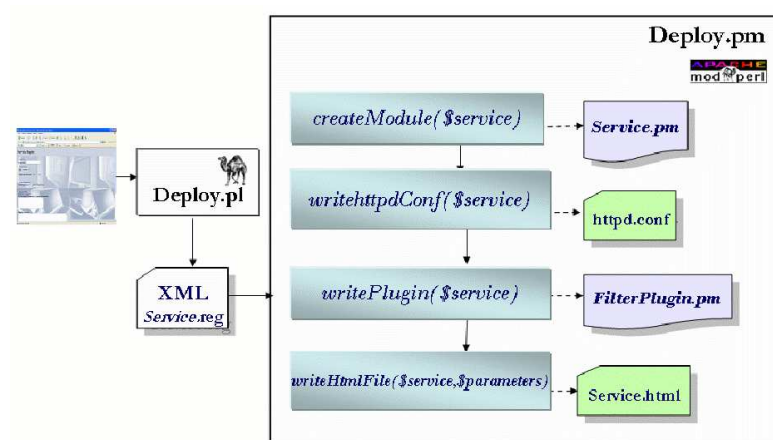 Deploy.pm
APACHE
mod perl
createModule($service)
Service.pm
Deploy.pl
writehttpdConf($service)
httpd.conf
XML
Service.reg
writePlugin($service)
FilterPlugin.pm
writeHtmlFile($service,$parameters)
Service.html